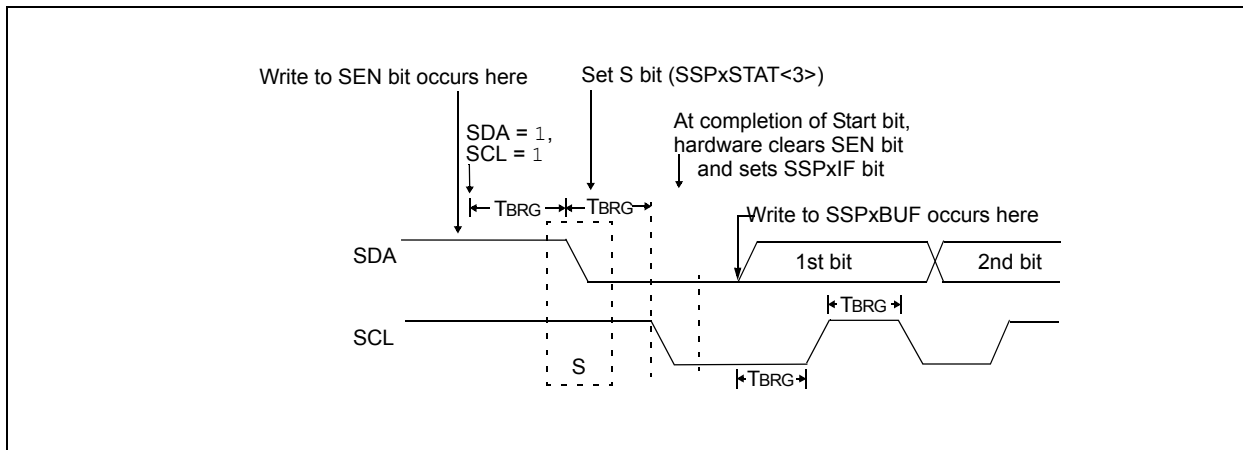 Write to SEN bit occurs here
Set S bit (SSPxSTAT<3>)
SDA = 1,
SCL = 1
At completion of Start bit,
hardware clears SEN bit
and sets SSPxIF bit
TBRG
TBRG
Write to SSPxBUF occurs here
SDA
1st bit
2nd bit
TBRG
SCL
S
TBRG